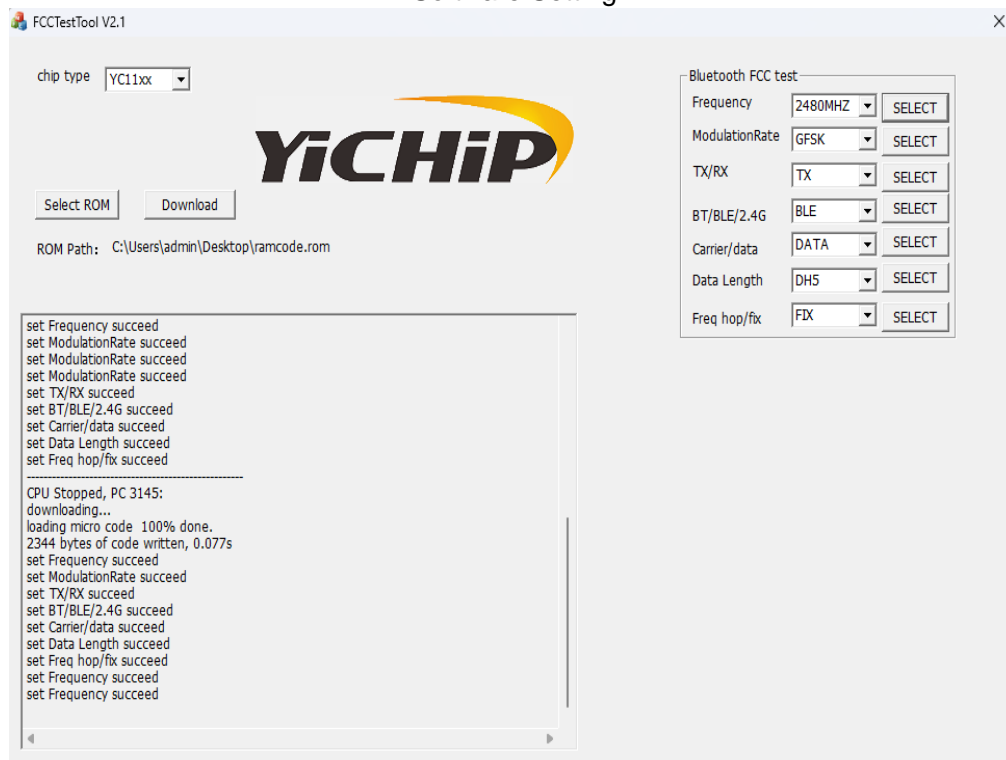 Software Setting
FCCTestTool V2.1
chip type YC11xx
YiCHiP
Select ROM Download
ROM Path: C:\Users\admin\Desktop\ramcode.rom
Bluetooth FCC test
Frequency 2480MHZ SELECT
ModulationRate GFSK SELECT
TX/RX TX SELECT
BT/BLE/2.4G BLE SELECT
Carrier/data DATA SELECT
Data Length DH5 SELECT
Freq hop/fix FIX SELECT
set Frequency succeed
set ModulationRate succeed
set ModulationRate succeed
set ModulationRate succeed
set TX/RX succeed
set BT/BLE/2.4G succeed
set Carrier/data succeed
set Data Length succeed
set Freq hop/fix succeed
----------------------------------------------------
CPU Stopped, PC 3145:
downloading...
loading micro code 100% done.
2344 bytes of code written, 0.077s
set Frequency succeed
set ModulationRate succeed
set TX/RX succeed
set BT/BLE/2.4G succeed
set Carrier/data succeed
set Data Length succeed
set Freq hop/fix succeed
set Frequency succeed
set Frequency succeed